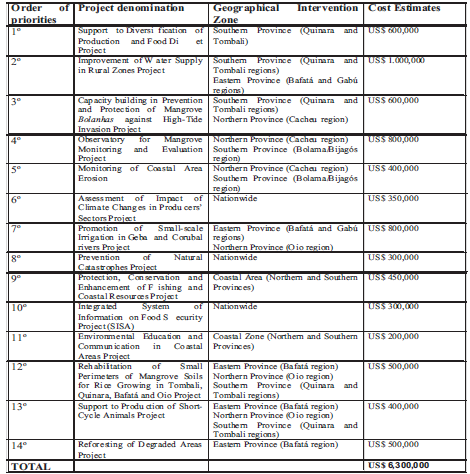 Order of priorities
Project denomination
Geographical Intervention Zone
Cost Estimates
1º
Support to Diversi fication of
Production and Food Di et
Project
Southern Province (Quinara and
Tombali)
US$ 600,000
2º
Improvement of W ater Supply
in Rural Zones Project
Southern Province (Quinara and
Tombali regions)
Eastern Province (Bafatá and Gabú
regions)
US$ 1.000,000
3º
Capacity building in Prevention
and Protection of Mangrove
Bolanhas against High-Tide
Invasion Project
Southern Province (Quinara and
Tombali regions)
Northern Province (Cacheu region)
US$ 600,000
4º
Observatory for Mangrove
Monitoring and Evaluation
Project
Northern Province (Cacheu region)
Southern Province (Bolama/Bijagós
region)
US$ 800,000
5º
Monitoring of Coastal Area
Erosion
Northern Province (Cacheu region)
Southern Province (Bolama/Bijagós
region)
US$ 400,000
6º
Assessment of Impact of
Climate Changes in Producers'
Sectors Project
Nationwide
US$ 350,000
7º
Promotion of Small-scale
Irrigation in Geba and Corubal
rivers Project
Eastern Province (Bafatá and Gabú
regions)
Northern Province (Oio region)
US$ 800,000
8º
Prevention of Natural
Catastrophes Project
Nationwide
US$ 300,000
9º
Protection, Conservation and
Enhancement of F ishing and
Coastal Resources Project
Coastal Area (Northern and Southern
Provinces)
US$ 450,000
10º
Integrated System of
Information on Food S ecurity
Project (SISA)
Nationwide
US$ 300,000
11º
Environmental Education and
Communication in Coastal
Areas Project
Coastal Zone (Northern and Southern
Provinces)
US$ 200,000
12º
Rehabilitation of Small
Perimeters of Mangrove Soils
for Rice Growing in Tombali,
Quinara, Bafatá and Oio Project
Eastern Province (Bafatá region)
Northern Province (Oio region)
Southern Province (Quinara and
Tombali regions)
US$ 500,000
13º
Support to Production of Short-
Cycle Animals Project
Eastern Province (Bafatá region)
Northern Province (Oio region)
Southern Province (Quinara and
Tombali regions)
US$ 400,000
14º
Reforesting of Degraded Areas
Project
Eastern Province (Bafatá region)
US$ 500,000
TOTAL
US$ 6,300,000